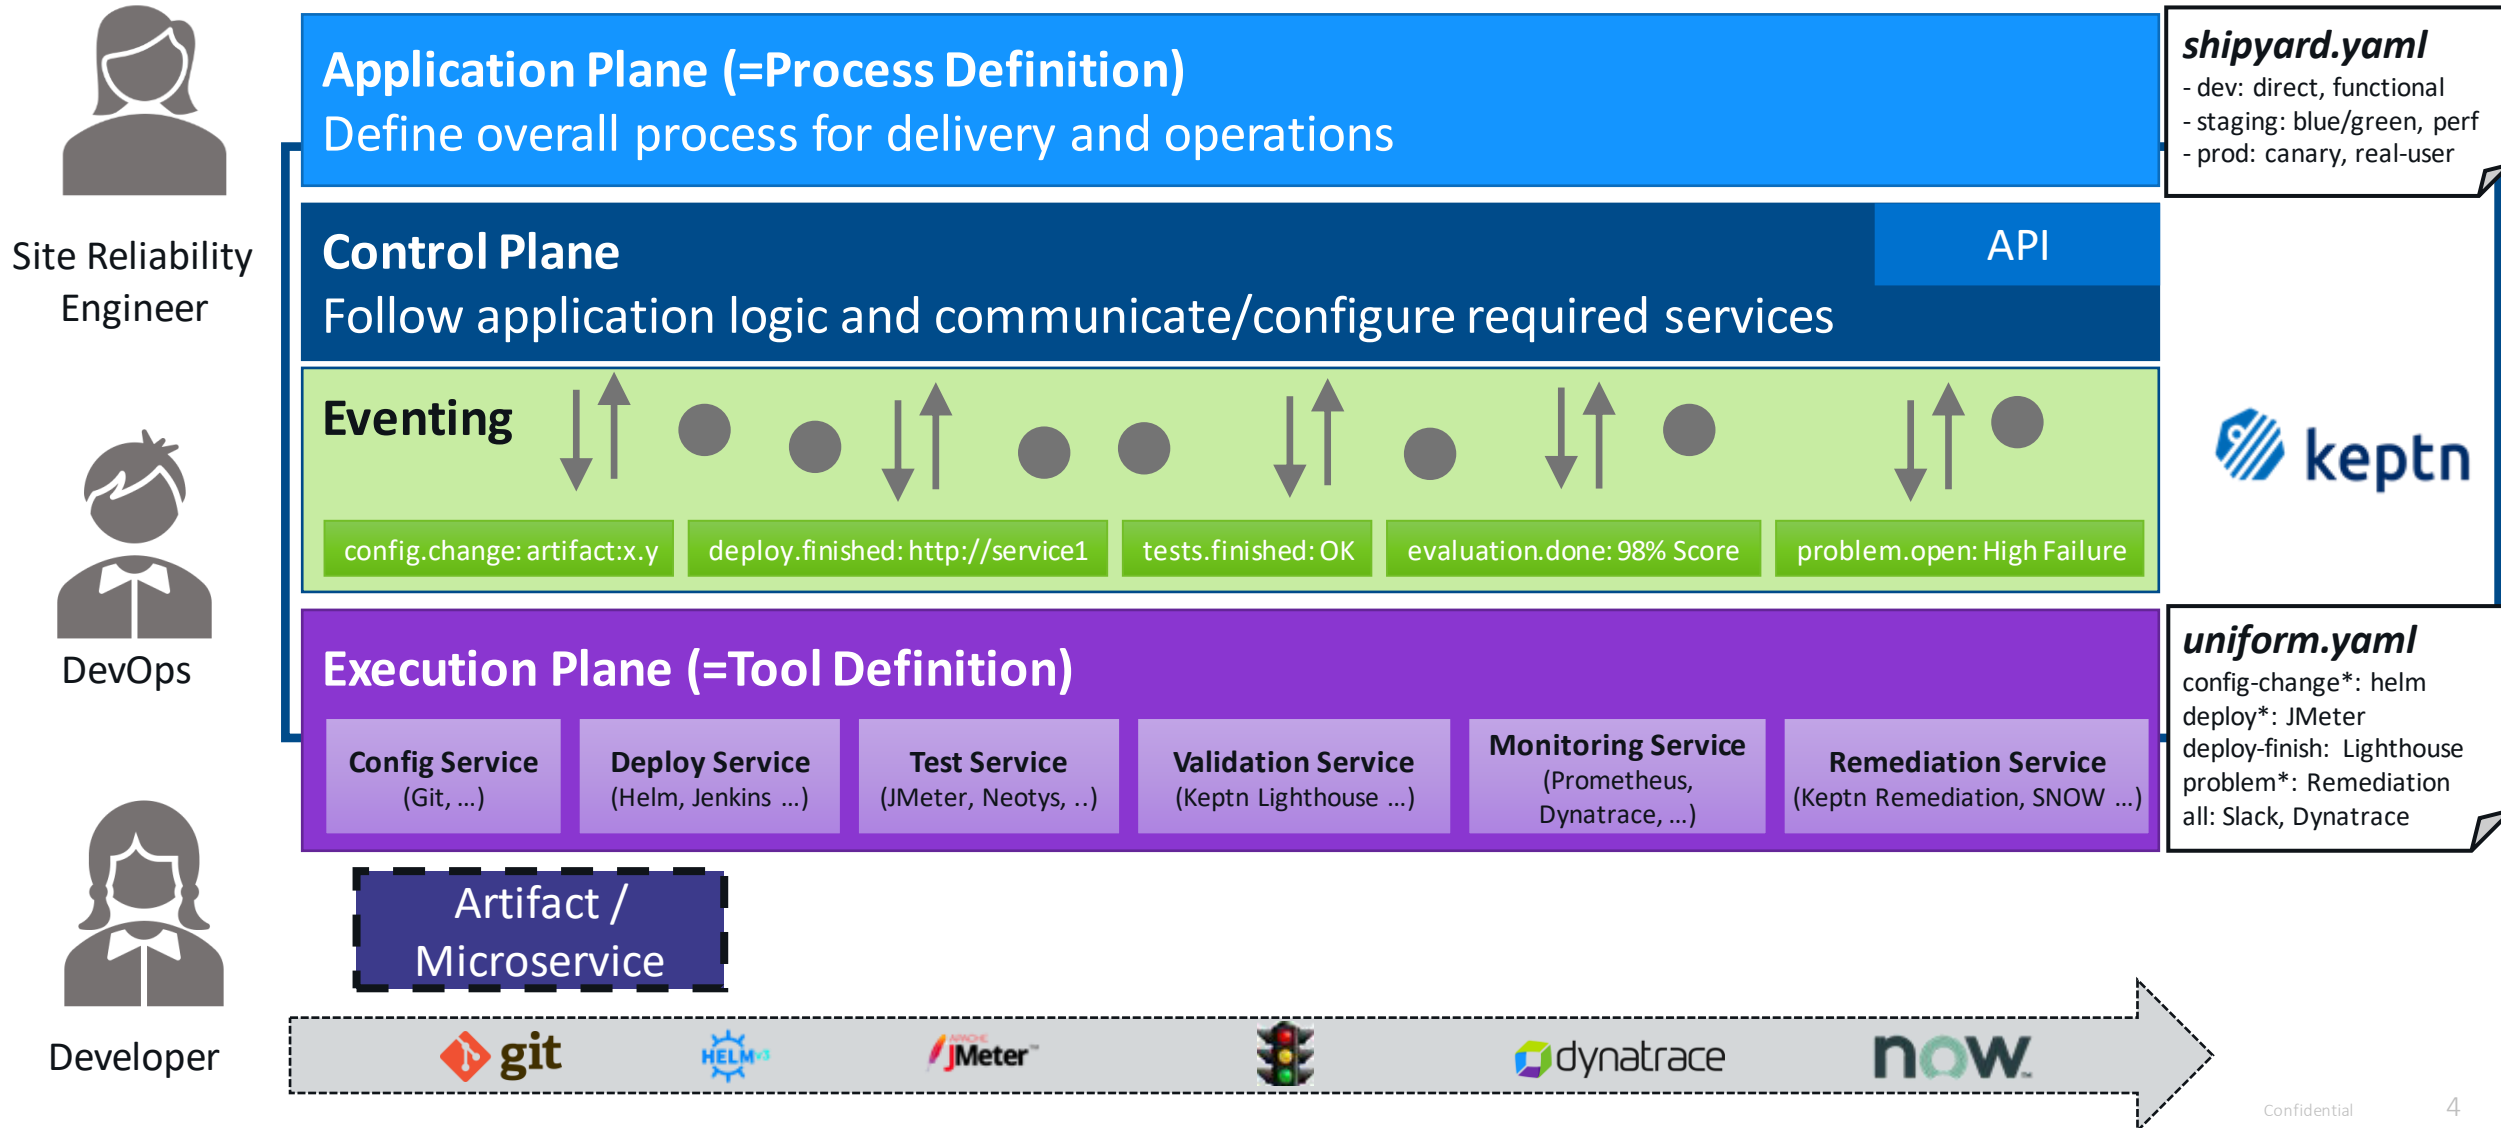 Application Plane (=Process Definition)
Define overall process for delivery and operations
shipyard.yaml
- dev: direct, functional
- staging: blue/green, perf
- prod: canary, real-user
Site Reliability
Engineer
Control Plane
API
Follow application logic and communicate/configure required services
Eventing
config.change: artifact:x.y
deploy.finished: http://service1
tests.finished: OK
evaluation.done: 98% Score
problem.open: High Failure
keptn
DevOps
Execution Plane (=Tool Definition)
Config Service
(Git, ...)
Deploy Service
(Helm, Jenkins ...)
Test Service
(JMeter, Neotys, ..)
Validation Service
(Keptn Lighthouse ...)
Monitoring Service
(Prometheus,
Dynatrace, ...)
Remediation Service
(Keptn Remediation, SNOW ...)
uniform.yaml
config-change*: helm
deploy*: JMeter
deploy-finish: Lighthouse
problem*: Remediation
all: Slack, Dynatrace
Artifact /
Microservice
Developer
git
HELM v3
APACHE
JMeter™
dynatrace
now™
Confidential
4